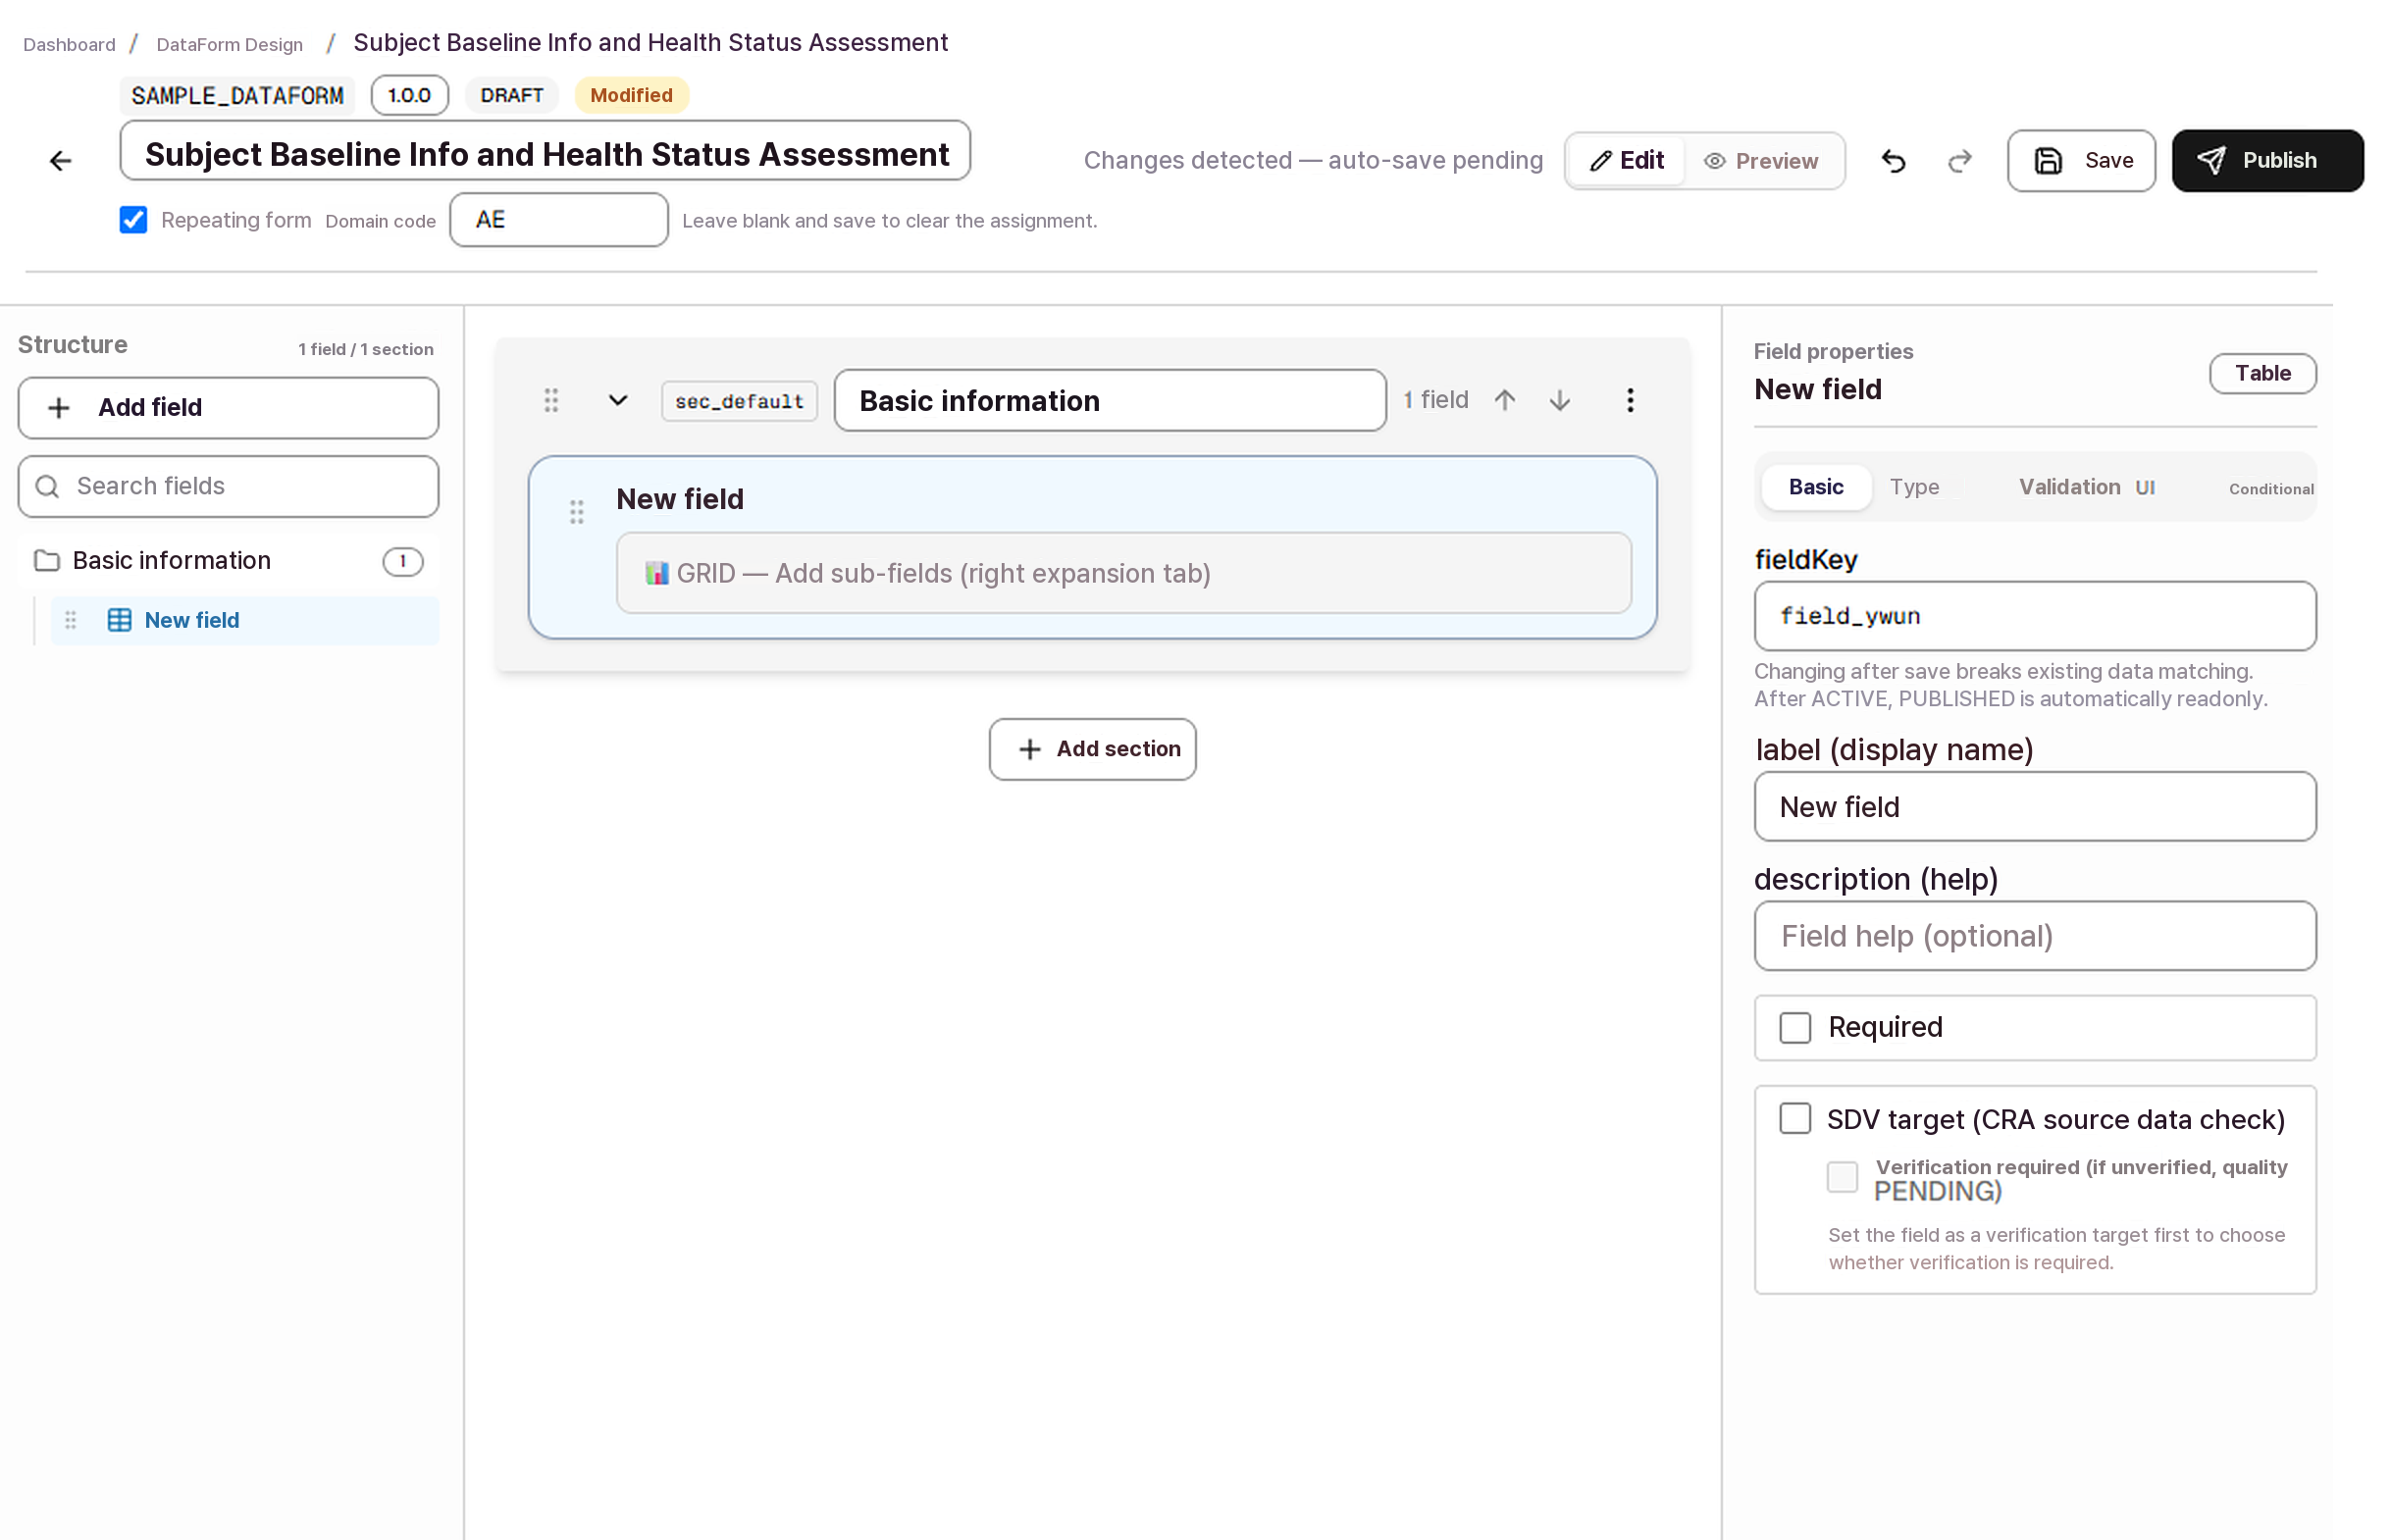 Dashboard / DataForm Design / Subject Baseline Info and Health Status Assessment
SAMPLE_DATAFORM 1.0.0 DRAFT Modified
Subject Baseline Info and Health Status Assessment
Changes detected — auto-save pending Edit Preview Save Publish
Repeating form Domain code AE Leave blank and save to clear the assignment.
Structure 1 field / 1 section
Add field
Search fields
Basic information 1
New field
sec_default Basic information 1 field
New field
GRID — Add sub-fields (right expansion tab)
Add section
Field properties
New field
Table
Basic Type Validation UI Conditional
fieldKey
field_ywun
Changing after save breaks existing data matching.
After ACTIVE, PUBLISHED is automatically readonly.
label (display name)
New field
description (help)
Field help (optional)
Required
SDV target (CRA source data check)
Verification required (if unverified, quality
PENDING)
Set the field as a verification target first to choose
whether verification is required.